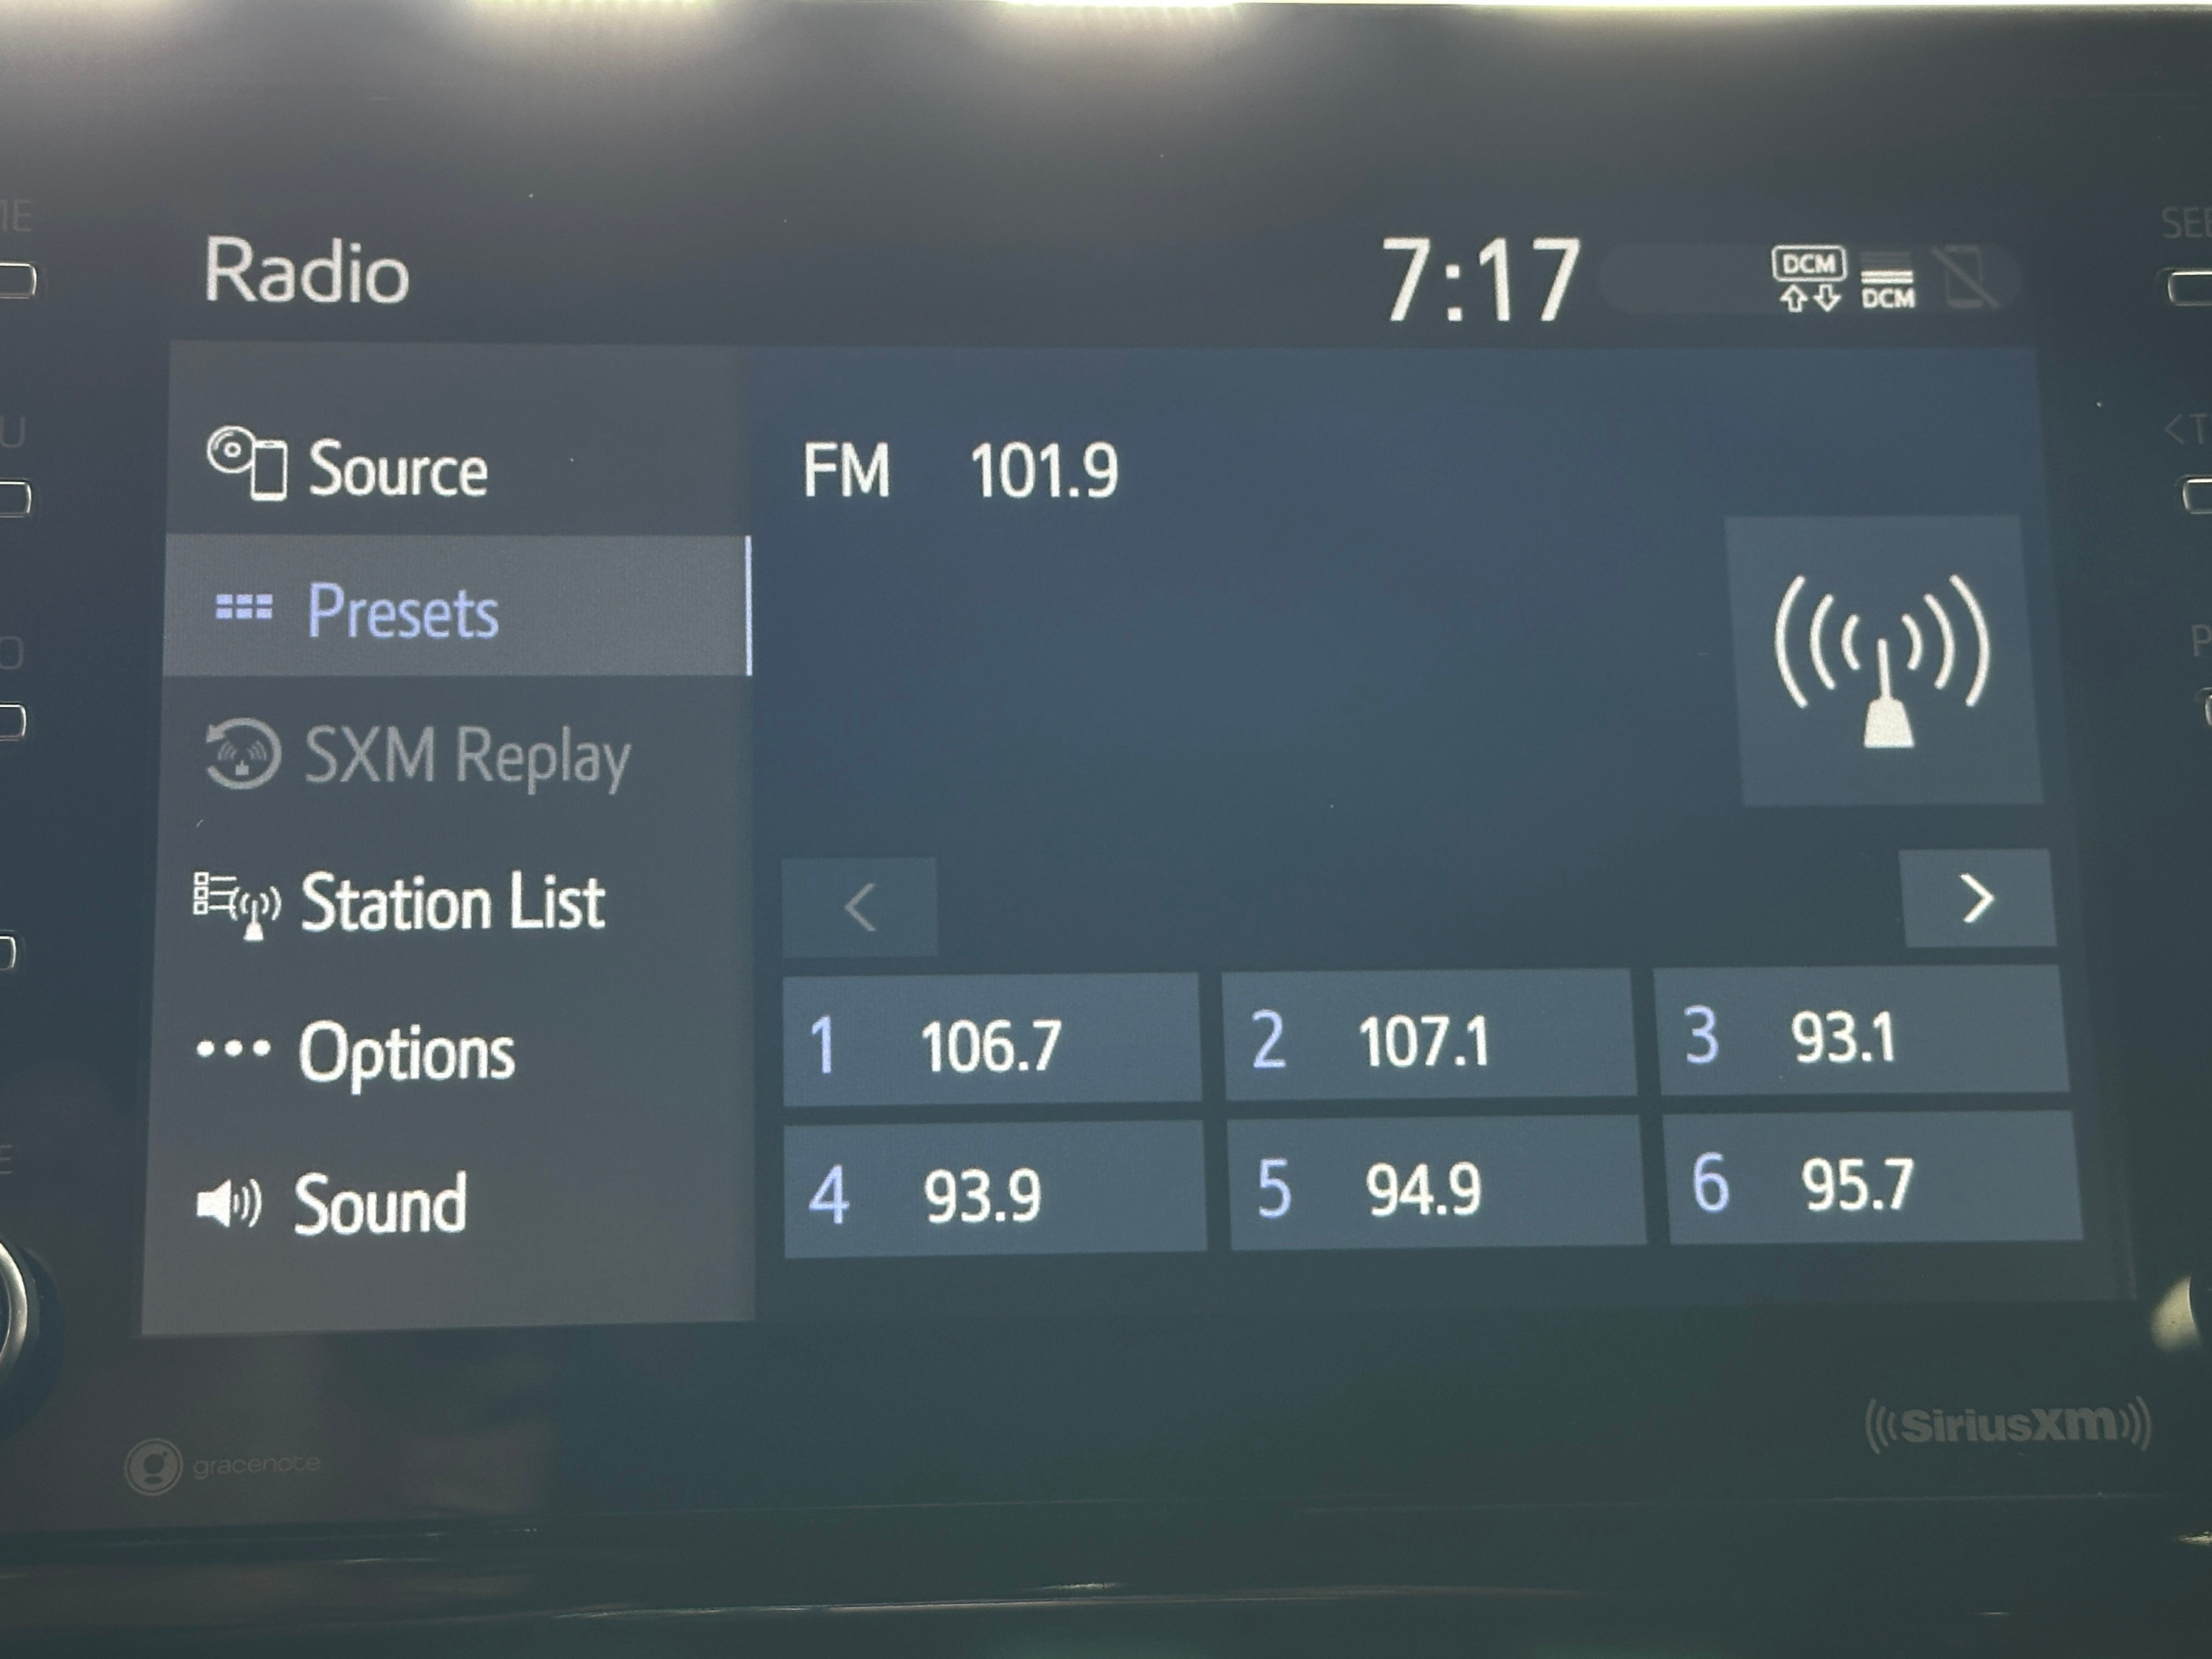 Radio 7:17 DCM DCM
Source
Presets
SXM Replay
Station List
Options
Sound
FM 101.9
1 106.7 2 107.1 3 93.1
4 93.9 5 94.9 6 95.7
gracenote
SiriusXm